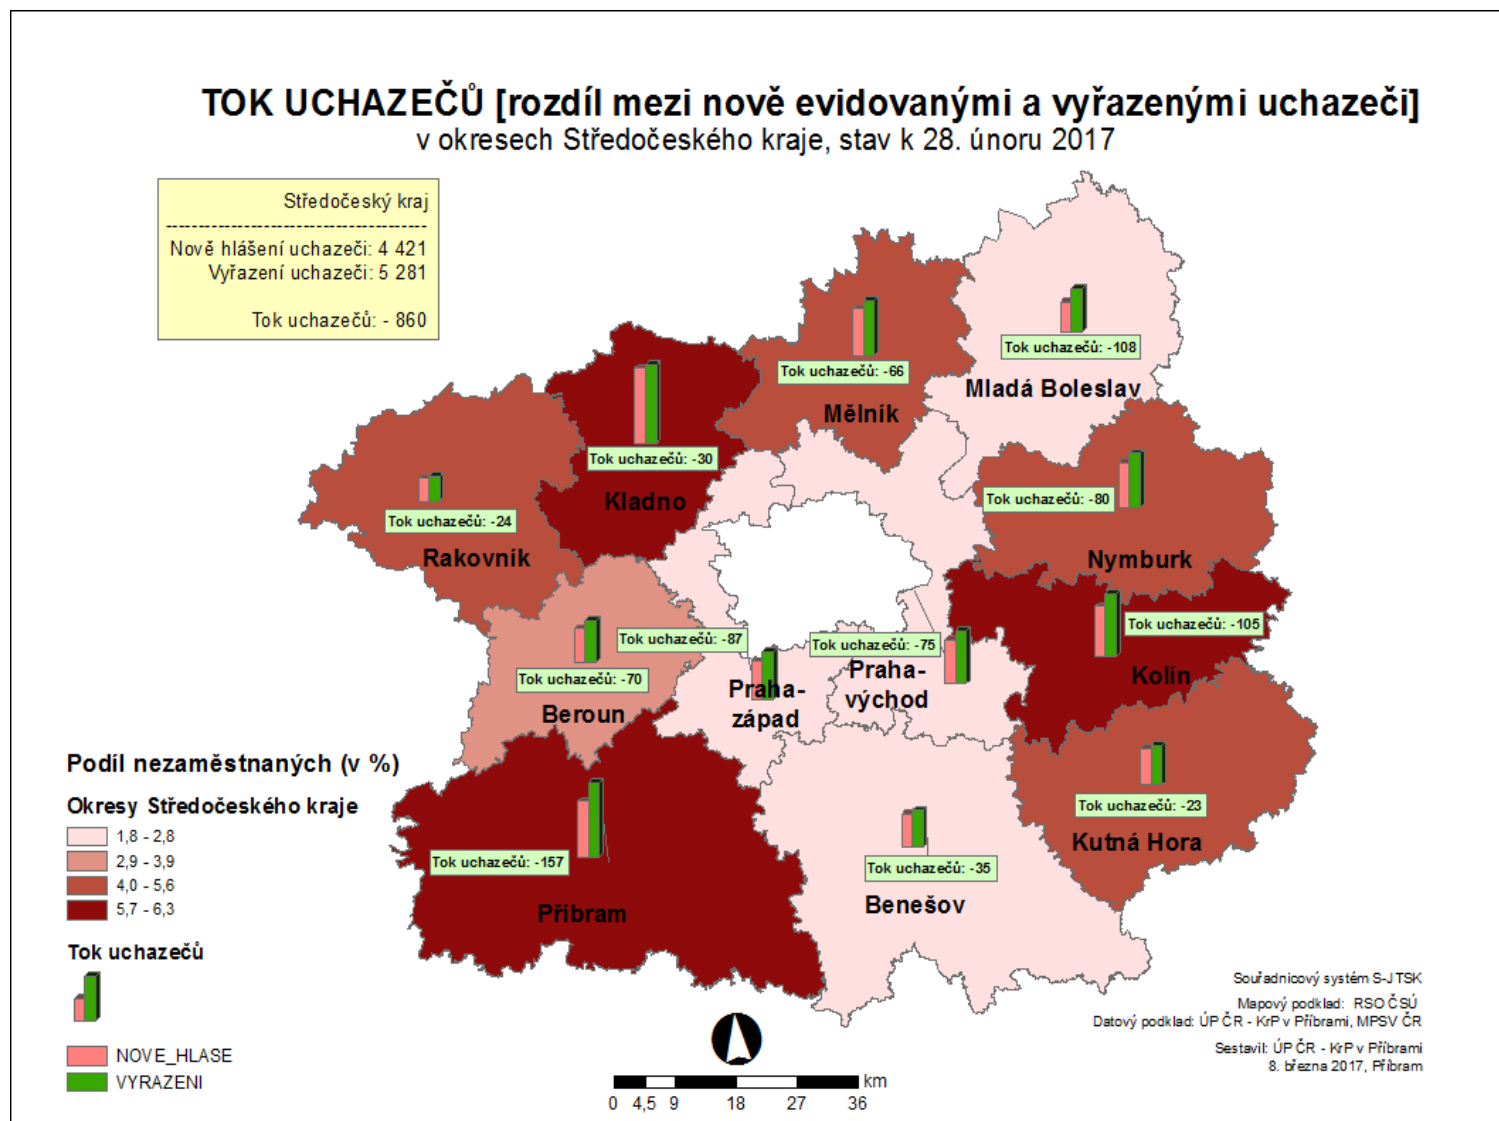 TOK UCHAZEČŮ [rozdíl mezi nově evidovanými a vyřazenými uchazeči]
v okresech Středočeského kraje, stav k 28. únoru 2017
Středočeský kraj
----------------------------------------
Nově hlášení uchazeči: 4 421
Vyřazení uchazeči: 5 281
Tok uchazečů: - 860
Tok uchazečů: -108
Mladá Boleslav
Tok uchazečů: -66
Mělník
Tok uchazečů: -30
Kladno
Tok uchazečů: -80
Nymburk
Tok uchazečů: -24
Rakovník
Tok uchazečů: -105
Kolín
Tok uchazečů: -87
Praha-
západ
Tok uchazečů: -75
Praha-
východ
Tok uchazečů: -70
Beroun
Tok uchazečů: -23
Kutná Hora
Tok uchazečů: -157
Příbram
Tok uchazečů: -35
Benešov
Podíl nezaměstnaných (v %)
Okresy Středočeského kraje
1,8 - 2,8
2,9 - 3,9
4,0 - 5,6
5,7 - 6,3
Tok uchazečů
NOVE_HLASE
VYRAZENI
km
0 4,5 9 18 27 36
Souřadnicový systém S-JTSK
Mapový podklad: RSO ČSÚ
Datový podklad: ÚP ČR - KrP v Příbrami, MPSV ČR
Sestavil: ÚP ČR - KrP v Příbrami
8. března 2017, Příbram